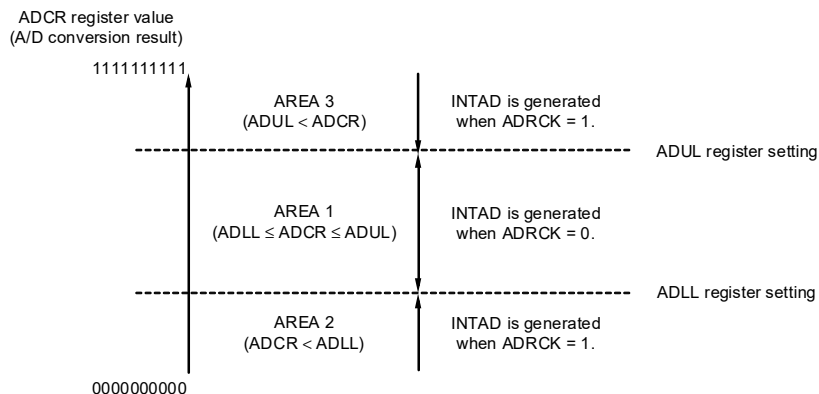 ADCR register value
(A/D conversion result)
1111111111
AREA 3
(ADUL < ADCR)
INTAD is generated
when ADRCK = 1.
ADUL register setting
AREA 1
(ADLL ≤ ADCR ≤ ADUL)
INTAD is generated
when ADRCK = 0.
ADLL register setting
AREA 2
(ADCR < ADLL)
INTAD is generated
when ADRCK = 1.
0000000000